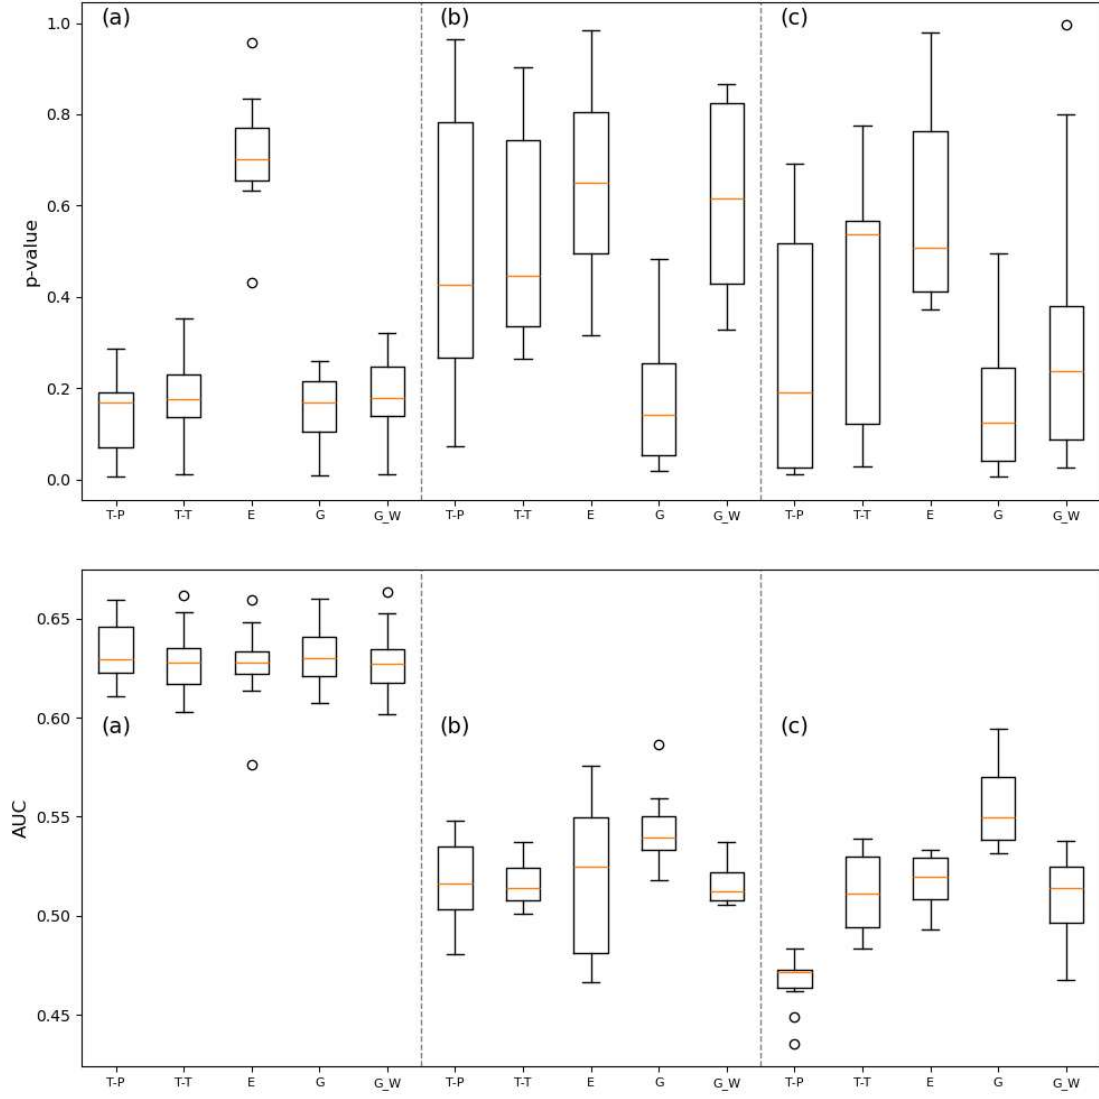 (a) (b) (c)
1.0
0.8
0.6
0.4
0.2
0.0
p-value
T-P T-T E G G_W T-P T-T E G G_W T-P T-T E G G_W
0.65
0.60
0.55
0.50
0.45
(a) (b) (c)
AUC
T-P T-T E G G_W T-P T-T E G G_W T-P T-T E G G_W